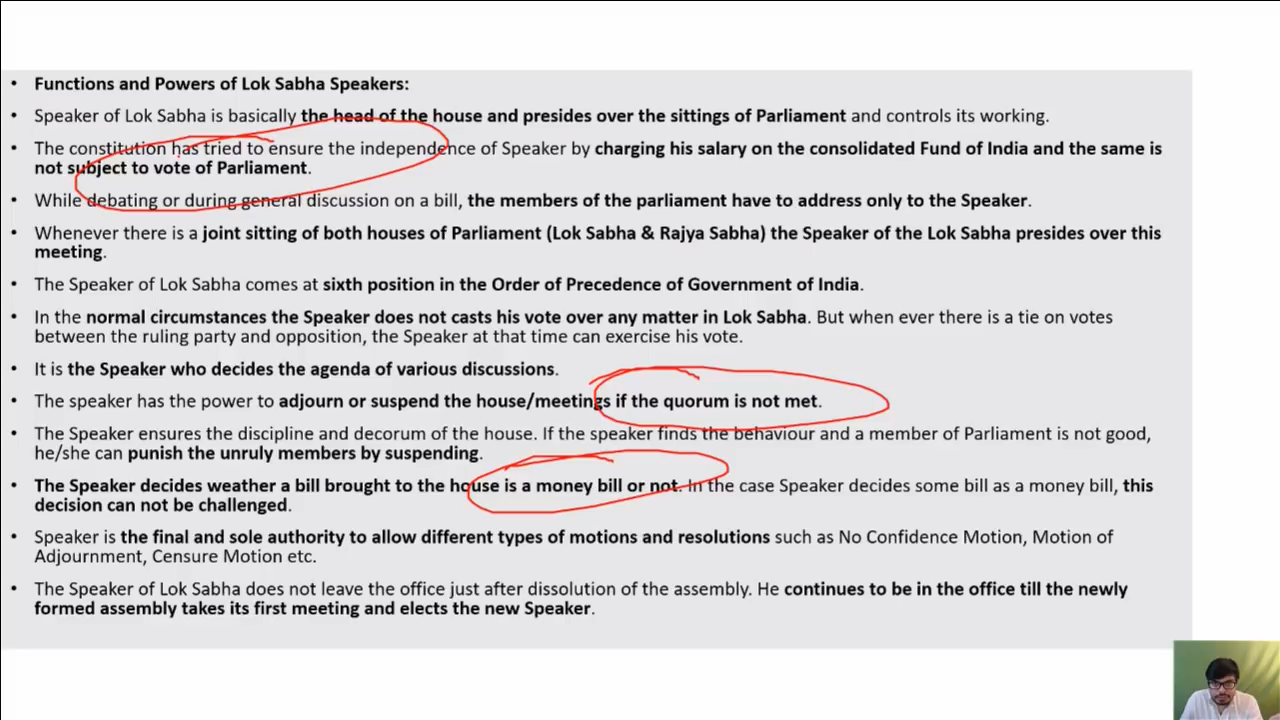 • Functions and Powers of Lok Sabha Speakers:
• Speaker of Lok Sabha is basically the head of the house and presides over the sittings of Parliament and controls its working.
• The constitution has tried to ensure the independence of Speaker by charging his salary on the consolidated Fund of India and the same is
not subject to vote of Parliament.
• While debating or during general discussion on a bill, the members of the parliament have to address only to the Speaker.
• Whenever there is a joint sitting of both houses of Parliament (Lok Sabha & Rajya Sabha) the Speaker of the Lok Sabha presides over this
meeting.
• The Speaker of Lok Sabha comes at sixth position in the Order of Precedence of Government of India.
• In the normal circumstances the Speaker does not casts his vote over any matter in Lok Sabha. But when ever there is a tie on votes
between the ruling party and opposition, the Speaker at that time can exercise his vote.
• It is the Speaker who decides the agenda of various discussions.
• The speaker has the power to adjourn or suspend the house/meetings if the quorum is not met.
• The Speaker ensures the discipline and decorum of the house. If the speaker finds the behaviour and a member of Parliament is not good,
he/she can punish the unruly members by suspending.
• The Speaker decides weather a bill brought to the house is a money bill or not. In the case Speaker decides some bill as a money bill, this
decision can not be challenged.
• Speaker is the final and sole authority to allow different types of motions and resolutions such as No Confidence Motion, Motion of
Adjournment, Censure Motion etc.
• The Speaker of Lok Sabha does not leave the office just after dissolution of the assembly. He continues to be in the office till the newly
formed assembly takes its first meeting and elects the new Speaker.